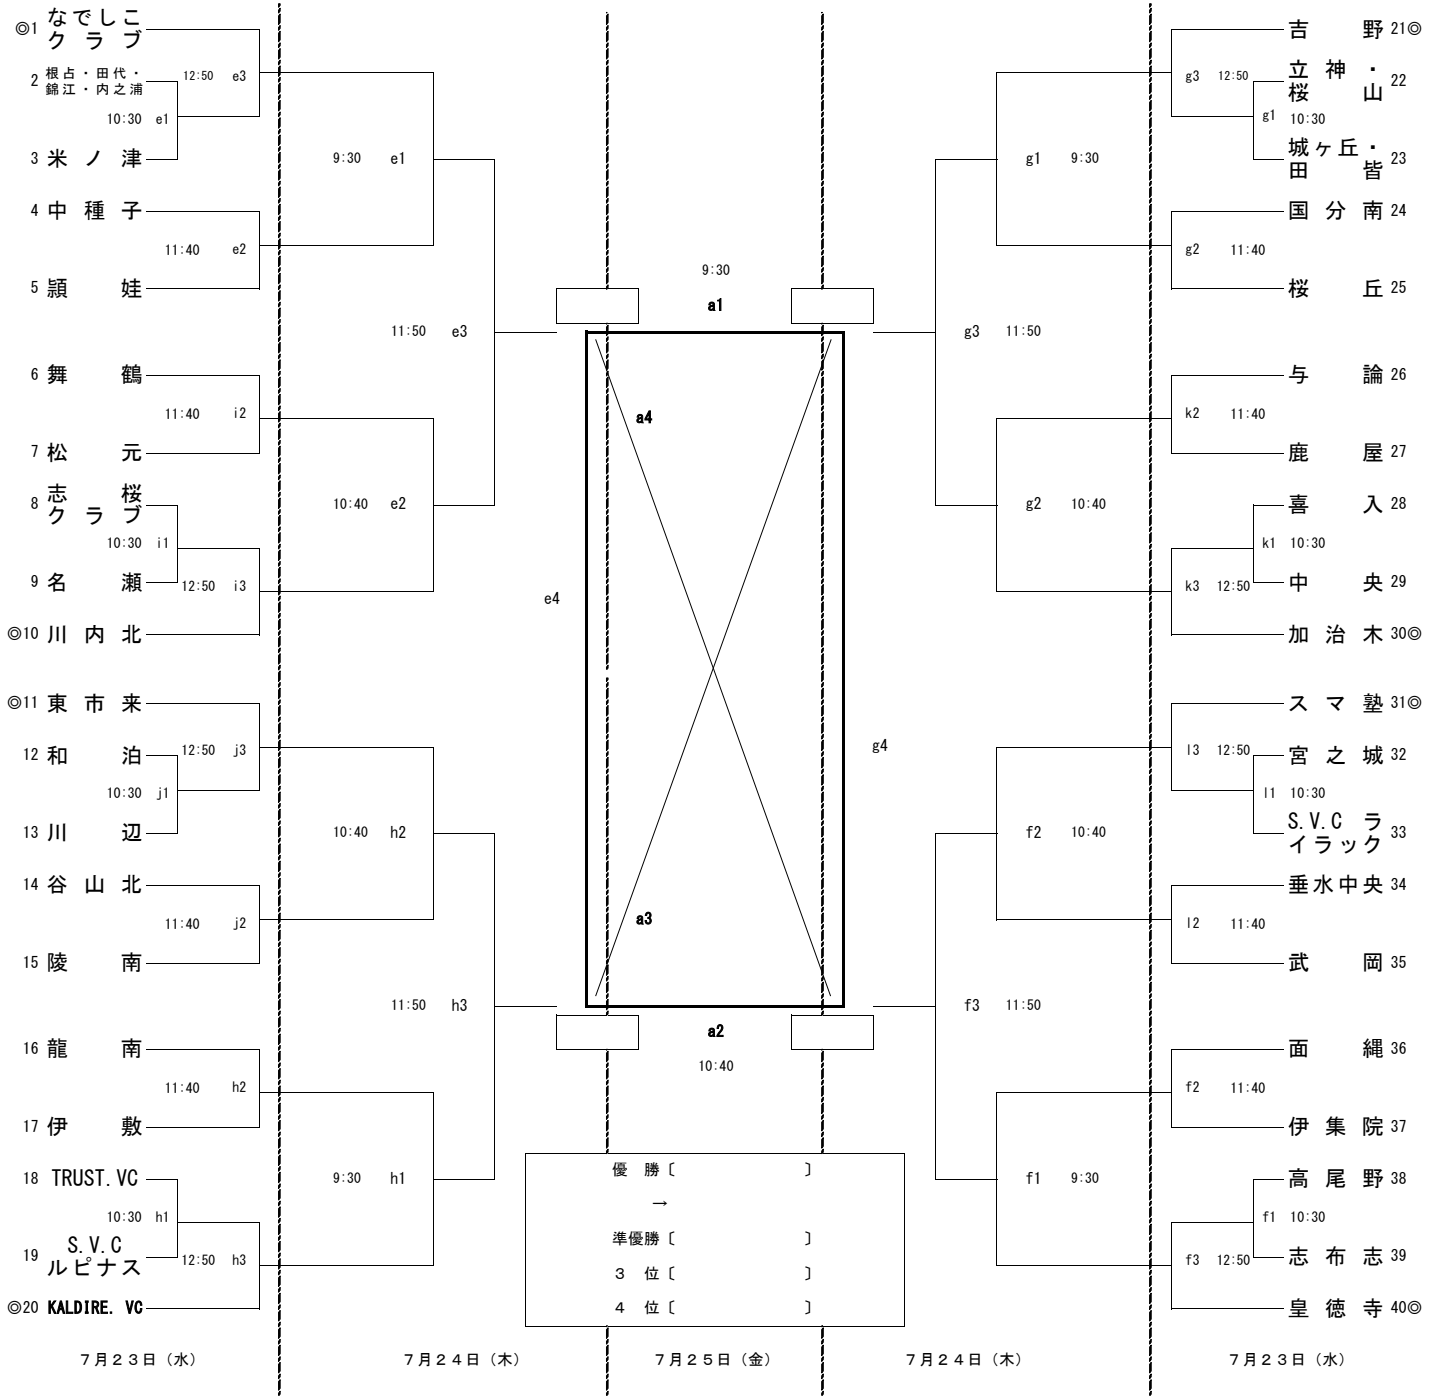 ◎1 なでしこ
クラブ
2 根占・田代・
錦江・内之浦
12:50 e3
10:30 e1
3 米ノ津
9:30 e1
4 中種子
11:40 e2
5 頴娃
11:50 e3
6 舞鶴
11:40 i2
7 松元
8 志桜
クラブ
10:40 e2
10:30 i1
9 名瀬
12:50 i3
◎10 川内北
e4
◎11 東市来
12:50 j3
12 和泊
10:30 j1
13 川辺
10:40 h2
14 谷山北
11:40 j2
15 陵南
11:50 h3
16 龍南
11:40 h2
17 伊敷
18 TRUST.VC
9:30 h1
10:30 h1
19 S.V.C
ルピナス
12:50 h3
◎20 KALDIRE. VC
9:30
a1
a4
a3
a2
10:40
優勝〔 〕
→
準優勝〔 〕
3位〔 〕
4位〔 〕
吉野 21◎
g3 12:50
立神・
桜山 22
g1 10:30
城ヶ丘・
田皆 23
g1 9:30
国分南 24
g2 11:40
桜丘 25
g3 11:50
与論 26
k2 11:40
鹿屋 27
喜入 28
g2 10:40
k1 10:30
中央 29
k3 12:50
加治木 30◎
g4
スマ塾 31◎
l3 12:50
宮之城 32
l1 10:30
S.V.C ラ
イラック 33
f2 10:40
垂水中央 34
l2 11:40
武岡 35
f3 11:50
面縄 36
f2 11:40
伊集院 37
高尾野 38
f1 9:30
f1 10:30
志布志 39
f3 12:50
皇徳寺 40◎
7月23日（水） 7月24日（木） 7月25日（金） 7月24日（木） 7月23日（水）